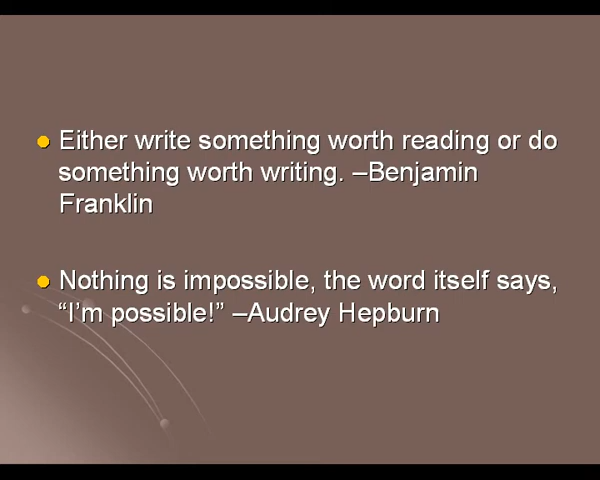 Either write something worth reading or do
something worth writing. –Benjamin
Franklin
Nothing is impossible, the word itself says,
“I’m possible!” –Audrey Hepburn